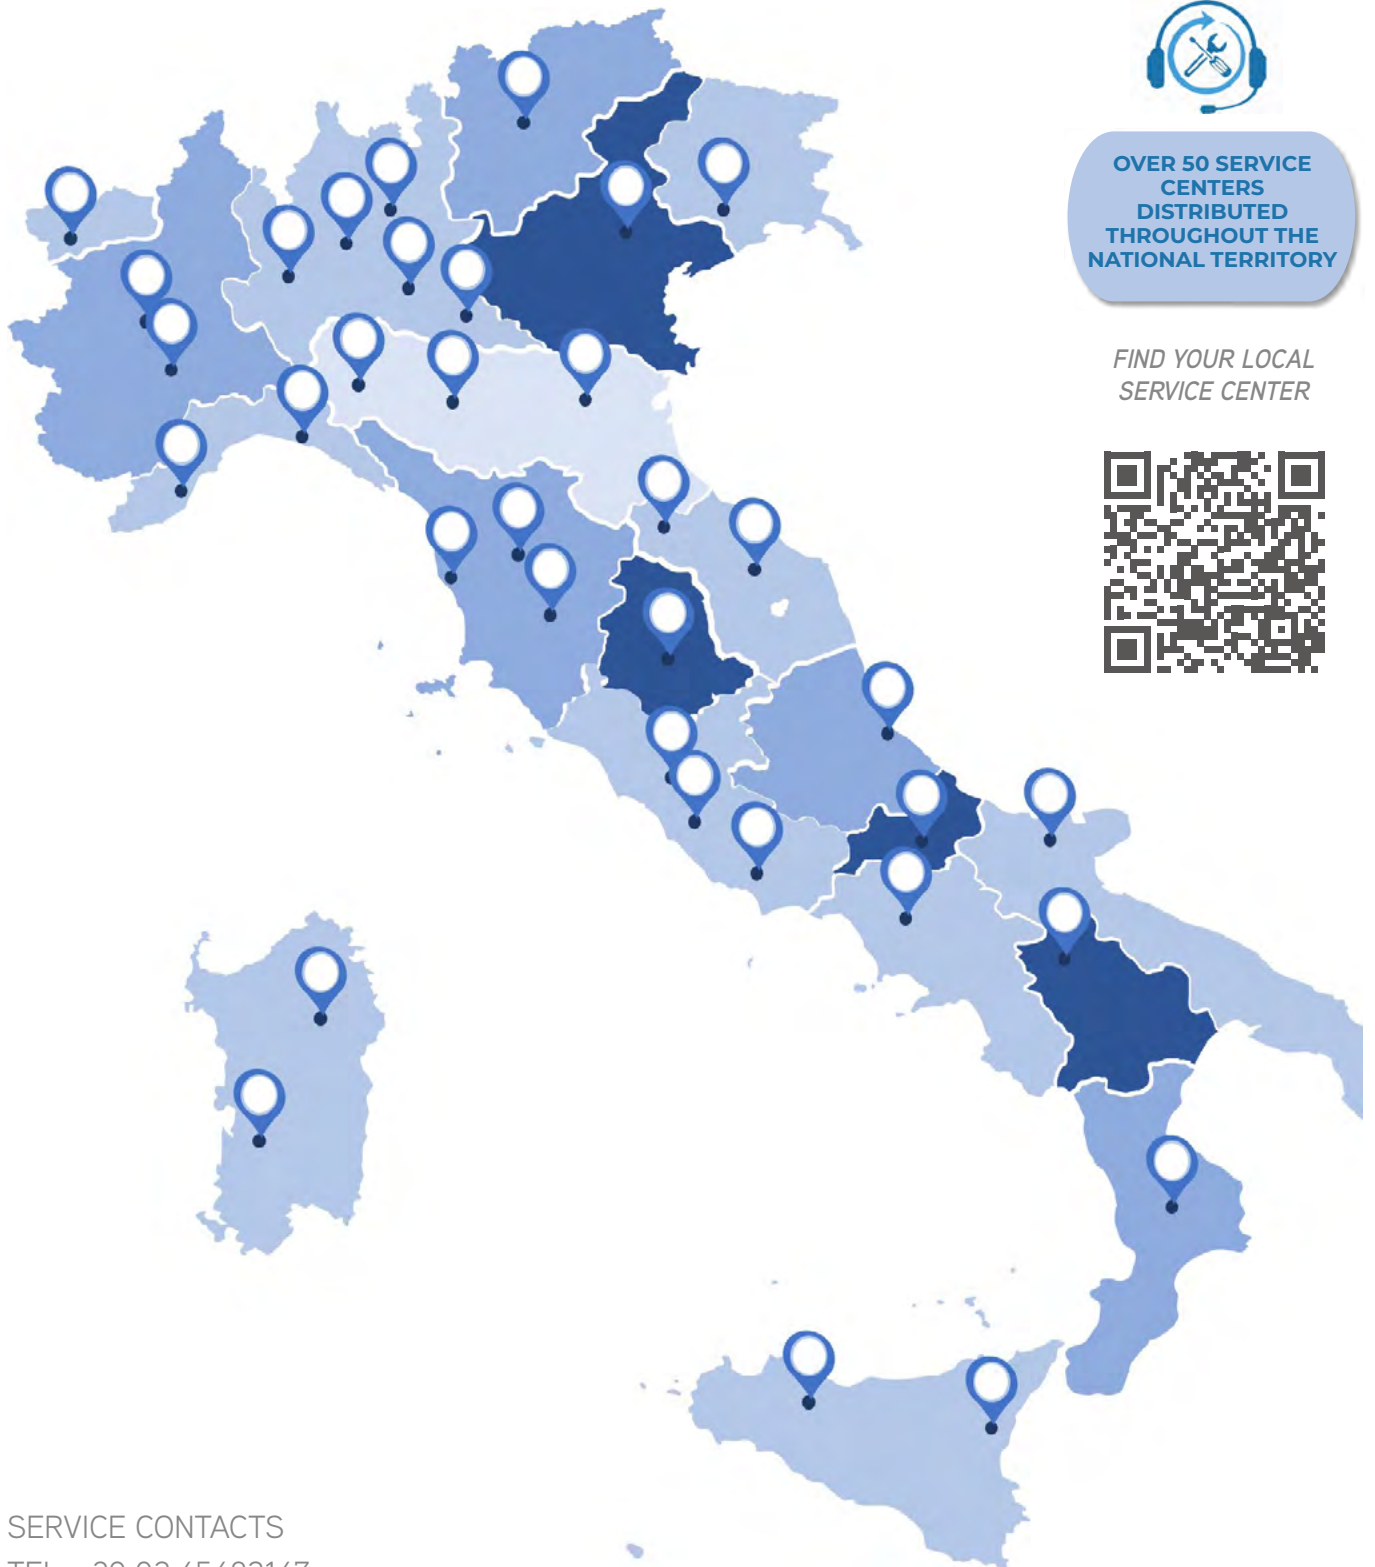 OVER 50 SERVICE
CENTERS
DISTRIBUTED
THROUGHOUT THE
NATIONAL TERRITORY
FIND YOUR LOCAL
SERVICE CENTER
SERVICE CONTACTS